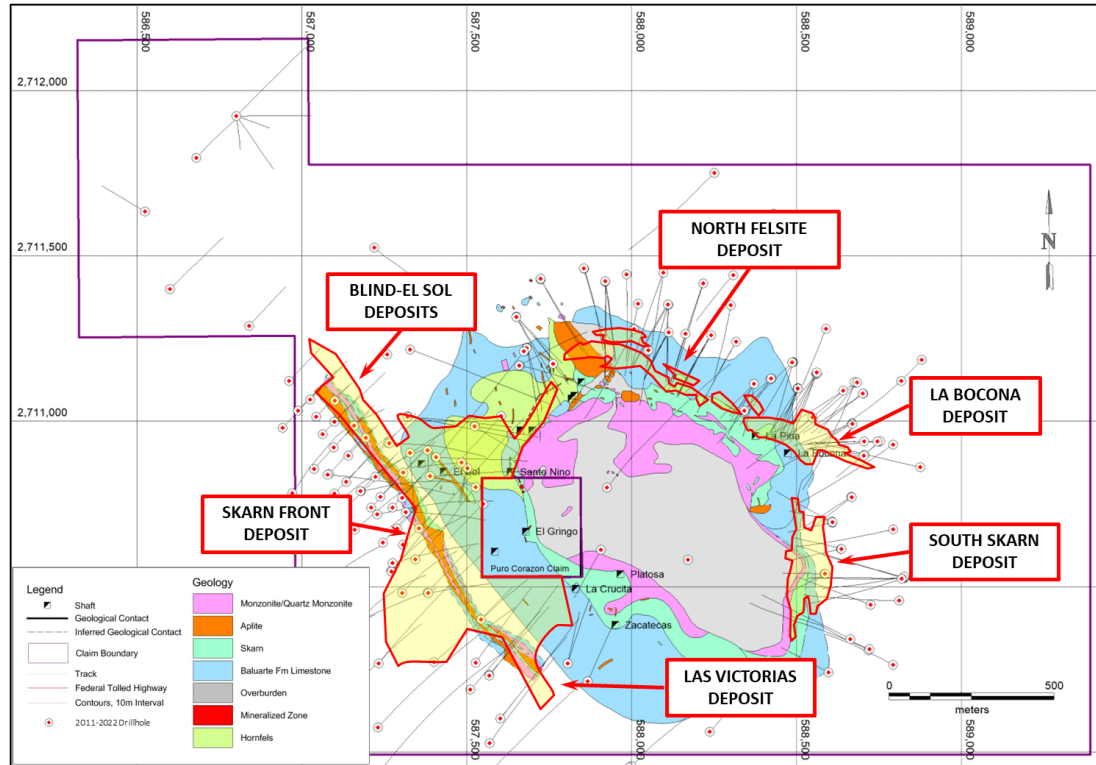 586,500
587,000
587,500
588,000
588,500
589,000
2,712,000
2,711,500
2,711,000
N
NORTH FELSITE
DEPOSIT
BLIND-EL SOL
DEPOSITS
LA BOCONA
DEPOSIT
La Pina
La Bocona
El Sol
Santo Nino
SKARN FRONT
DEPOSIT
El Gringo
Puro Corazon Claim
SOUTH SKARN
DEPOSIT
Platosa
La Crucita
Zacatecas
LAS VICTORIAS
DEPOSIT
0
500
meters
587,500
588,000
588,500
589,000
Legend
Shaft
Geological Contact
Inferred Geological Contact
Claim Boundary
Track
Federal Tolled Highway
Contours, 10m Interval
2011-2022 Drillhole
Geology
Monzonite/Quartz Monzonite
Aplite
Skarn
Baluarte Fm Limestone
Overburden
Mineralized Zone
Hornfels